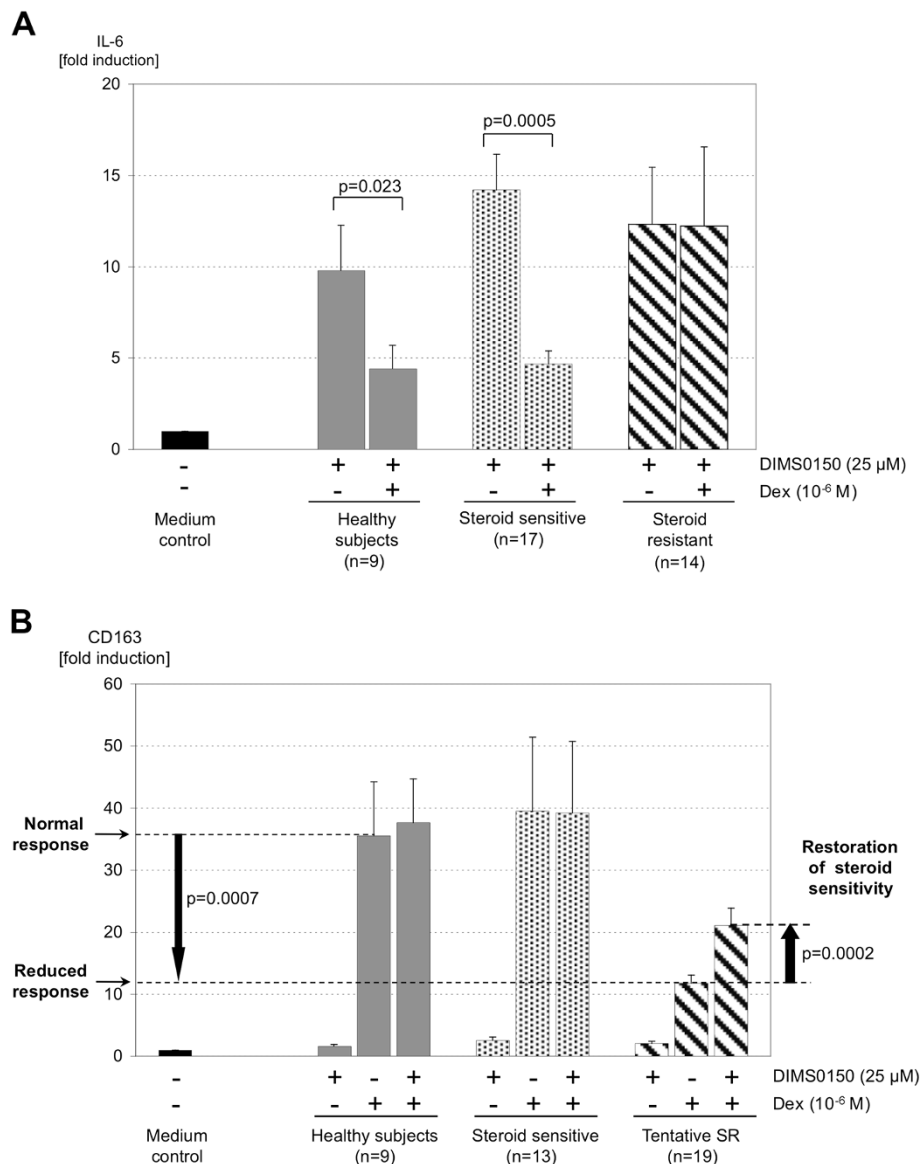 A
IL-6
[fold induction]
20
15
10
5
0
p=0.023
p=0.0005
- + + + + + + DIMS0150 (25 µM)
- - + - + - + Dex (10⁻⁶ M)
Medium control
Healthy subjects (n=9)
Steroid sensitive (n=17)
Steroid resistant (n=14)
B
CD163
[fold induction]
60
50
40
30
20
10
0
Normal response
p=0.0007
Reduced response
Restoration of steroid sensitivity
p=0.0002
- + - + + - + + - + DIMS0150 (25 µM)
- - + + - + + - + + Dex (10⁻⁶ M)
Medium control
Healthy subjects (n=9)
Steroid sensitive (n=13)
Tentative SR (n=19)